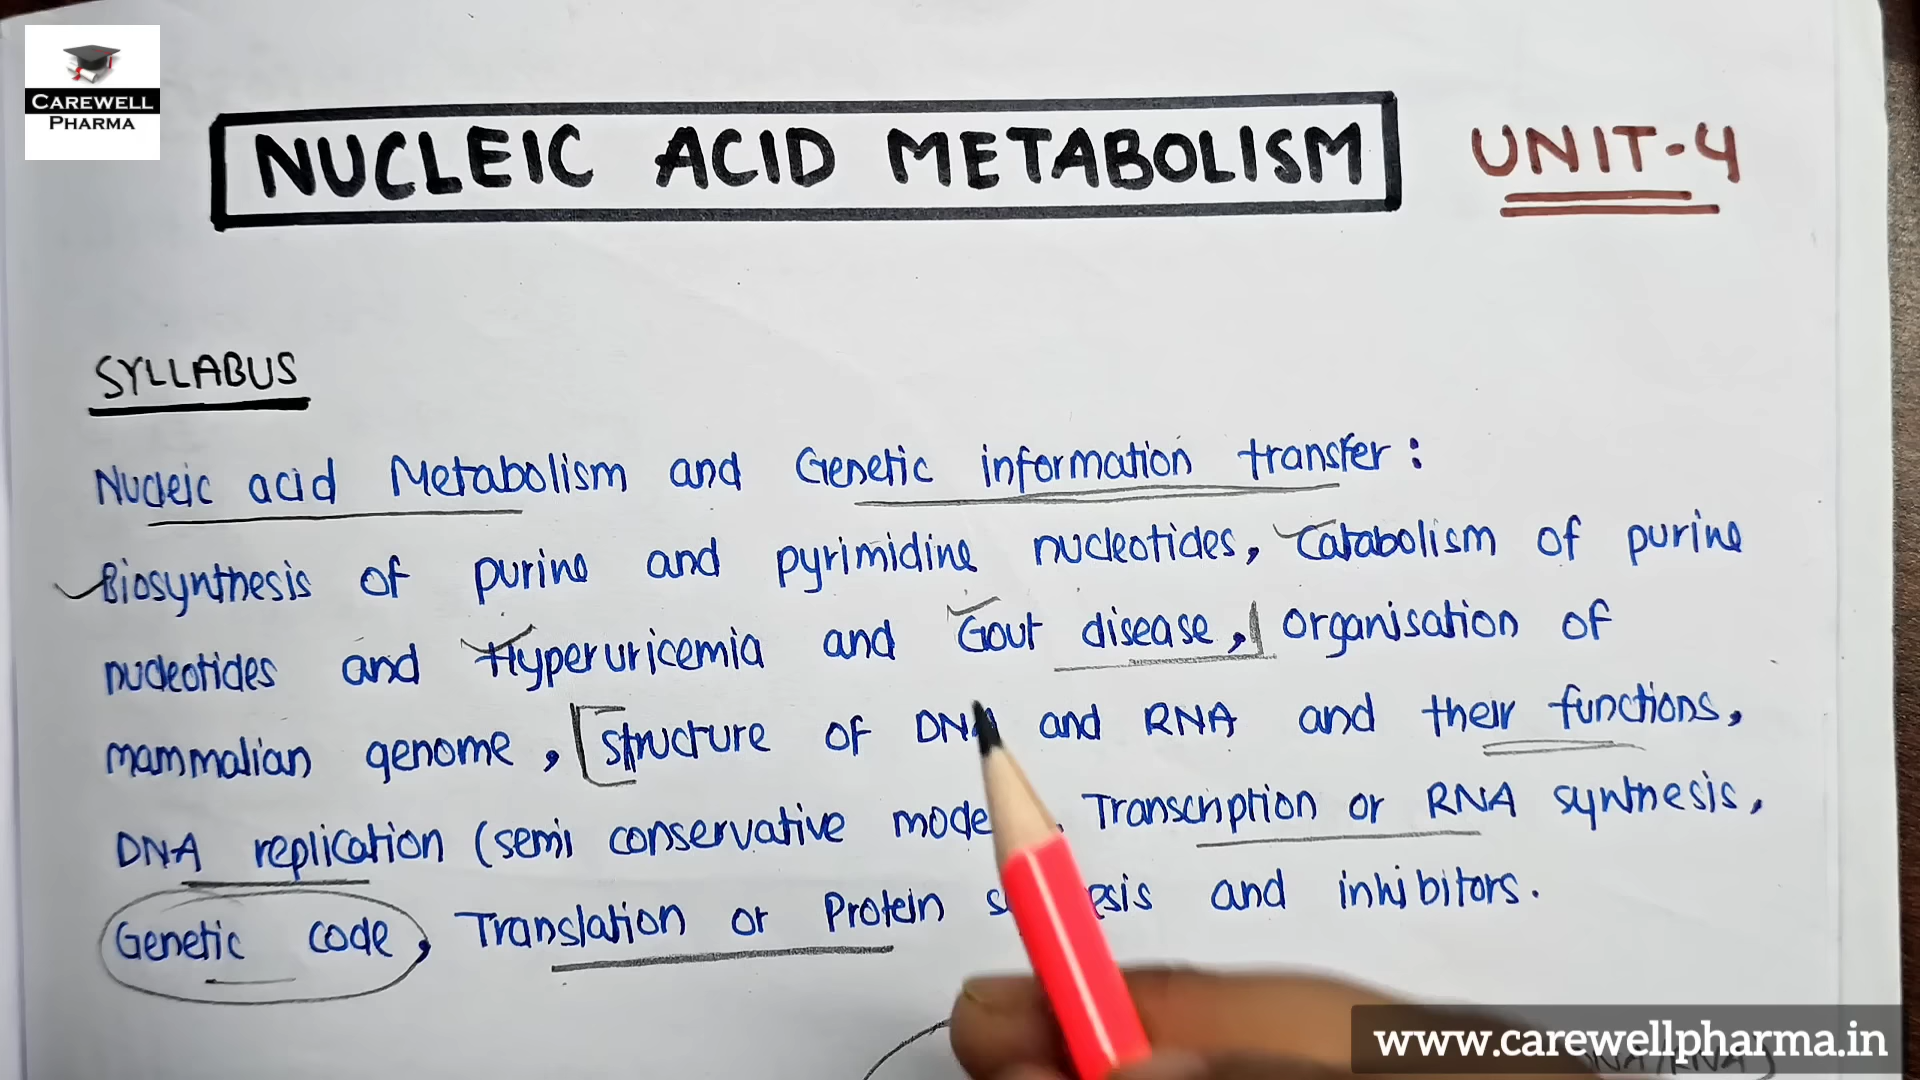 CAREWELL
PHARMA
NUCLEIC ACID METABOLISM
UNIT-4
SYLLABUS
Nucleic acid Metabolism and Genetic information transfer:
Biosynthesis of purine and pyrimidine nucleotides, Catabolism of purine
nucleotides and Hyperuricemia and Gout disease, organisation of
mammalian genome, [structure of DNA and RNA and their functions,
DNA replication (semi conservative Transcription or RNA synthesis,
Genetic code, Translation or Protein and inhibitors.
www.carewellpharma.in